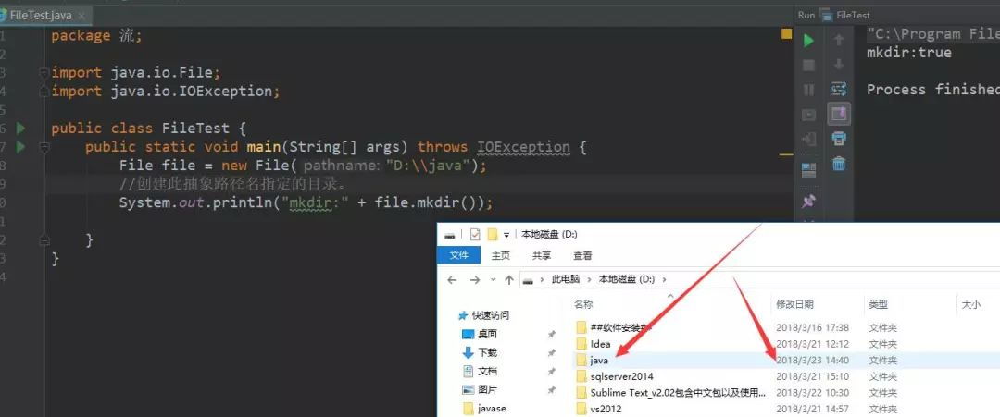 FileTest.java
Run FileTest
1 package 流;
2
3 import java.io.File;
4 import java.io.IOException;
6 public class FileTest {
7 public static void main(String[] args) throws IOException {
8 File file = new File( pathname: "D:\\java");
9 //创建此抽象路径名指定的目录。
0 System.out.println("mkdir:" + file.mkdir());
1
2 }
3 }
4
"C:\Program File
mkdir:true
Process finished
本地磁盘 (D:)
文件 主页 共享 查看
此电脑 本地磁盘 (D:)
名称 修改日期 类型 大小
快速访问
桌面
下载
文档
图片
javase
##软件安装## 2018/3/16 17:38 文件夹
Idea 2018/3/21 12:12 文件夹
java 2018/3/23 14:40 文件夹
sqlserver2014 2018/3/21 15:10 文件夹
Sublime Text_v2.02包含中文包以及使用... 2018/3/22 10:30 文件夹
vs2012 2018/3/21 14:57 文件夹